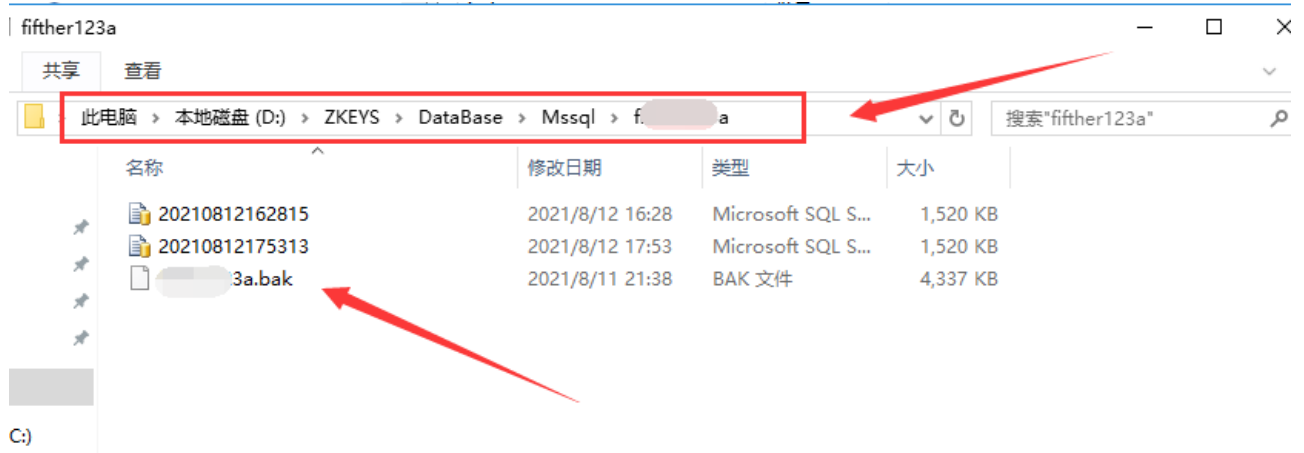 fifther123a
共享 查看
此电脑 › 本地磁盘 (D:) › ZKEYS › DataBase › Mssql › f a 搜索"fifther123a"
名称 修改日期 类型 大小
20210812162815 2021/8/12 16:28 Microsoft SQL S... 1,520 KB
20210812175313 2021/8/12 17:53 Microsoft SQL S... 1,520 KB
3a.bak 2021/8/11 21:38 BAK 文件 4,337 KB
C:)